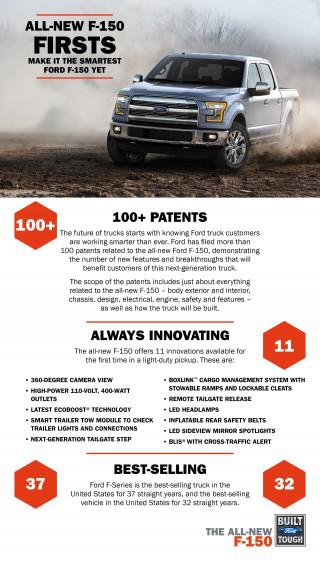 ALL-NEW F-150
FIRSTS
MAKE IT THE SMARTEST
FORD F-150 YET
100+
100+ PATENTS
The future of trucks starts with knowing Ford truck customers
are working smarter than ever. Ford has filed more than
100 patents related to the all-new Ford F-150, demonstrating
the number of new features and breakthroughs that will
benefit customers of this next-generation truck.
The scope of the patents includes just about everything
related to the all-new F-150 – body exterior and interior,
chassis, design, electrical, engine, safety and features –
as well as how the truck will be built.
ALWAYS INNOVATING
The all-new F-150 offers 11 innovations available for
the first time in a light-duty pickup. These are:
11
• 360-DEGREE CAMERA VIEW
• HIGH-POWER 110-VOLT, 400-WATT
OUTLETS
• LATEST ECOBOOST® TECHNOLOGY
• SMART TRAILER TOW MODULE TO CHECK
TRAILER LIGHTS AND CONNECTIONS
• NEXT-GENERATION TAILGATE STEP
• BOXLINK™ CARGO MANAGEMENT SYSTEM WITH
STOWABLE RAMPS AND LOCKABLE CLEATS
• REMOTE TAILGATE RELEASE
• LED HEADLAMPS
• INFLATABLE REAR SAFETY BELTS
• LED SIDEVIEW MIRROR SPOTLIGHTS
• BLIS® WITH CROSS-TRAFFIC ALERT
BEST-SELLING
37
Ford F-Series is the best-selling truck in the
United States for 37 straight years, and the best-selling
vehicle in the United States for 32 straight years.
32
THE ALL-NEW
F-150
BUILT
Ford
TOUGH